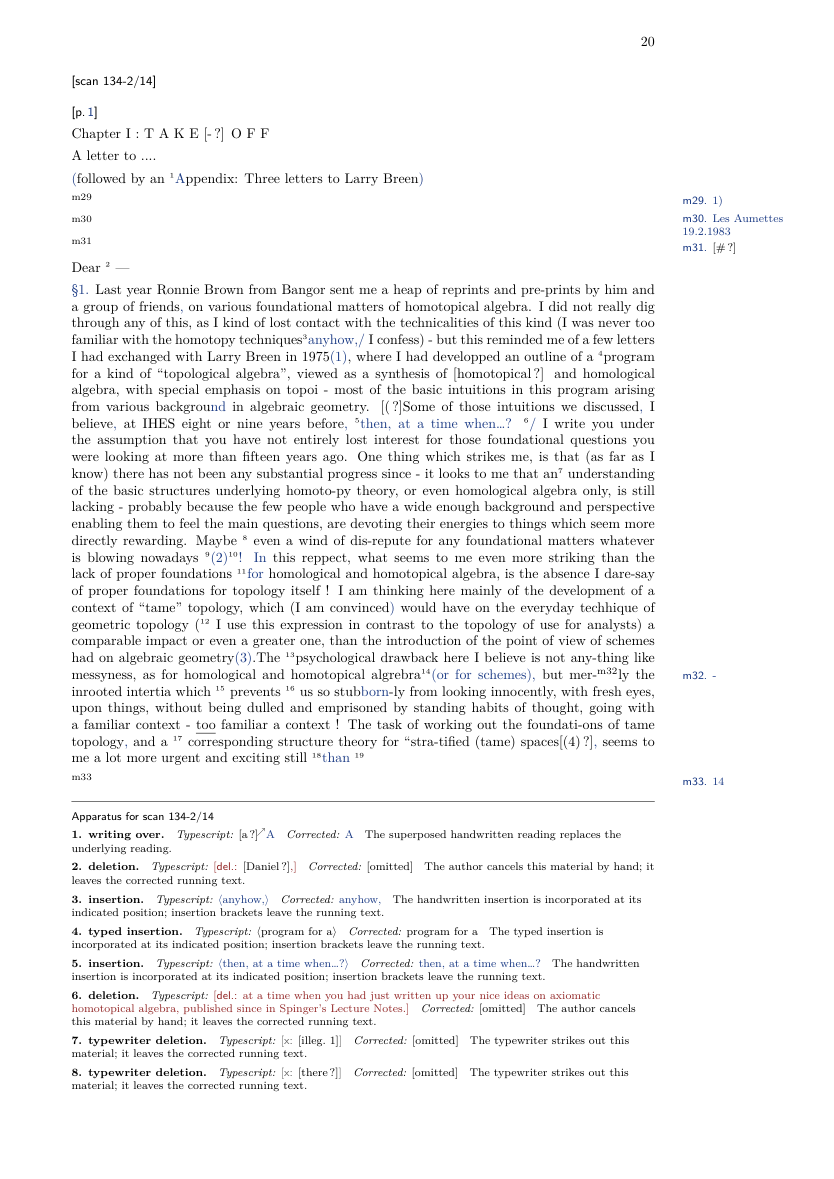 20
[scan 134-2/14]
[p. 1]
Chapter I : T A K E [- ?] O F F
A letter to ....
(followed by an ¹Appendix: Three letters to Larry Breen)
m29
m29. 1)
m30
m30. Les Aumettes
19.2.1983
m31
m31. [# ?]
Dear ² —
§1. Last year Ronnie Brown from Bangor sent me a heap of reprints and pre-prints by him and
a group of friends, on various foundational matters of homotopical algebra. I did not really dig
through any of this, as I kind of lost contact with the technicalities of this kind (I was never too
familiar with the homotopy techniques³anyhow,/ I confess) - but this reminded me of a few letters
I had exchanged with Larry Breen in 1975(1), where I had developped an outline of a ⁴program
for a kind of “topological algebra”, viewed as a synthesis of [homotopical ?] and homological
algebra, with special emphasis on topoi - most of the basic intuitions in this program arising
from various background in algebraic geometry. [( ?]Some of those intuitions we discussed, I
believe, at IHES eight or nine years before, ⁵then, at a time when…? ⁶/ I write you under
the assumption that you have not entirely lost interest for those foundational questions you
were looking at more than fifteen years ago. One thing which strikes me, is that (as far as I
know) there has not been any substantial progress since - it looks to me that an⁷ understanding
of the basic structures underlying homoto-py theory, or even homological algebra only, is still
lacking - probably because the few people who have a wide enough background and perspective
enabling them to feel the main questions, are devoting their energies to things which seem more
directly rewarding. Maybe ⁸ even a wind of dis-repute for any foundational matters whatever
is blowing nowadays ⁹(2)¹⁰! In this reppect, what seems to me even more striking than the
lack of proper foundations ¹¹for homological and homotopical algebra, is the absence I dare-say
of proper foundations for topology itself ! I am thinking here mainly of the development of a
context of “tame” topology, which (I am convinced) would have on the everyday techhique of
geometric topology (¹² I use this expression in contrast to the topology of use for analysts) a
comparable impact or even a greater one, than the introduction of the point of view of schemes
had on algebraic geometry(3).The ¹³psychological drawback here I believe is not any-thing like
messyness, as for homological and homotopical algrebra¹⁴(or for schemes), but mer-m32ly the
m32. -
inrooted intertia which ¹⁵ prevents ¹⁶ us so stubborn-ly from looking innocently, with fresh eyes,
upon things, without being dulled and emprisoned by standing habits of thought, going with
a familiar context - too familiar a context ! The task of working out the foundati-ons of tame
topology, and a ¹⁷ corresponding structure theory for “stra-tified (tame) spaces[(4) ?], seems to
me a lot more urgent and exciting still ¹⁸than ¹⁹
m33
m33. 14
Apparatus for scan 134-2/14
1. writing over. Typescript: [a ?]↗A Corrected: A The superposed handwritten reading replaces the
underlying reading.
2. deletion. Typescript: [del.: [Daniel ?],] Corrected: [omitted] The author cancels this material by hand; it
leaves the corrected running text.
3. insertion. Typescript: ⟨anyhow,⟩ Corrected: anyhow, The handwritten insertion is incorporated at its
indicated position; insertion brackets leave the running text.
4. typed insertion. Typescript: ⟨program for a⟩ Corrected: program for a The typed insertion is
incorporated at its indicated position; insertion brackets leave the running text.
5. insertion. Typescript: ⟨then, at a time when…?⟩ Corrected: then, at a time when…? The handwritten
insertion is incorporated at its indicated position; insertion brackets leave the running text.
6. deletion. Typescript: [del.: at a time when you had just written up your nice ideas on axiomatic
homotopical algebra, published since in Spinger’s Lecture Notes.] Corrected: [omitted] The author cancels
this material by hand; it leaves the corrected running text.
7. typewriter deletion. Typescript: [×: [illeg. 1]] Corrected: [omitted] The typewriter strikes out this
material; it leaves the corrected running text.
8. typewriter deletion. Typescript: [×: [there ?]] Corrected: [omitted] The typewriter strikes out this
material; it leaves the corrected running text.